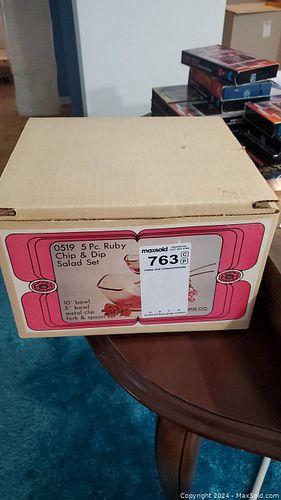 0519 5 Pc. Ruby
Chip & Dip
Salad Set
10" bowl
5" bowl
metal clip
fork & spoon
maxsold
763
C
P
CO.
Copyright © 2024 - MaxSold.com